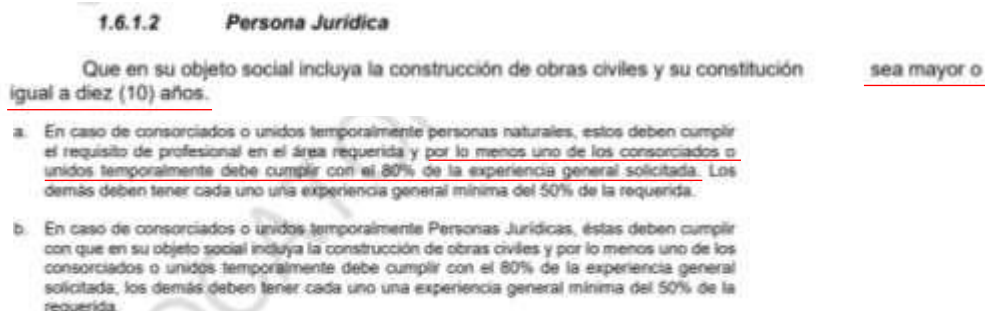 1.6.1.2 Persona Jurídica
Que en su objeto social incluya la construcción de obras civiles y su constitución sea mayor o
igual a diez (10) años.
a. En caso de consorciados o unidos temporalmente personas naturales, estos deben cumplir
el requisito de profesional en el área requerida y por lo menos uno de los consorciados o
unidos temporalmente debe cumplir con el 80% de la experiencia general solicitada. Los
demás deben tener cada uno una experiencia general mínima del 50% de la requerida.
b. En caso de consorciados o unidos temporalmente Personas Jurídicas, éstas deben cumplir
con que en su objeto social incluya la construcción de obras civiles y por lo menos uno de los
consorciados o unidos temporalmente debe cumplir con el 80% de la experiencia general
solicitada, los demás deben tener cada uno una experiencia general mínima del 50% de la
requerida.